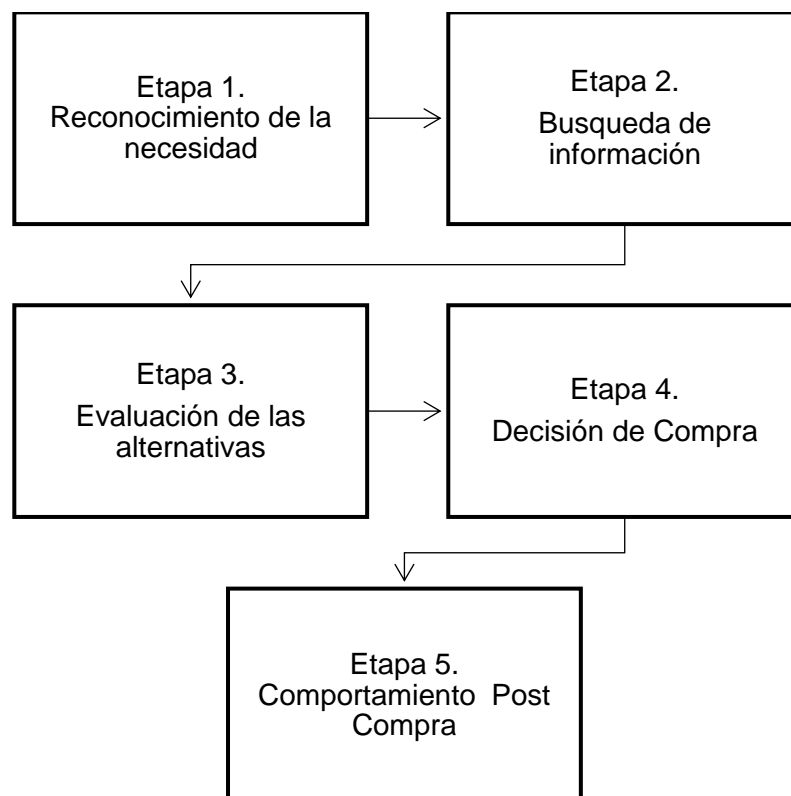 Etapa 1.
Reconocimiento de la
necesidad
Etapa 2.
Busqueda de
información
Etapa 3.
Evaluación de las
alternativas
Etapa 4.
Decisión de Compra
Etapa 5.
Comportamiento Post
Compra